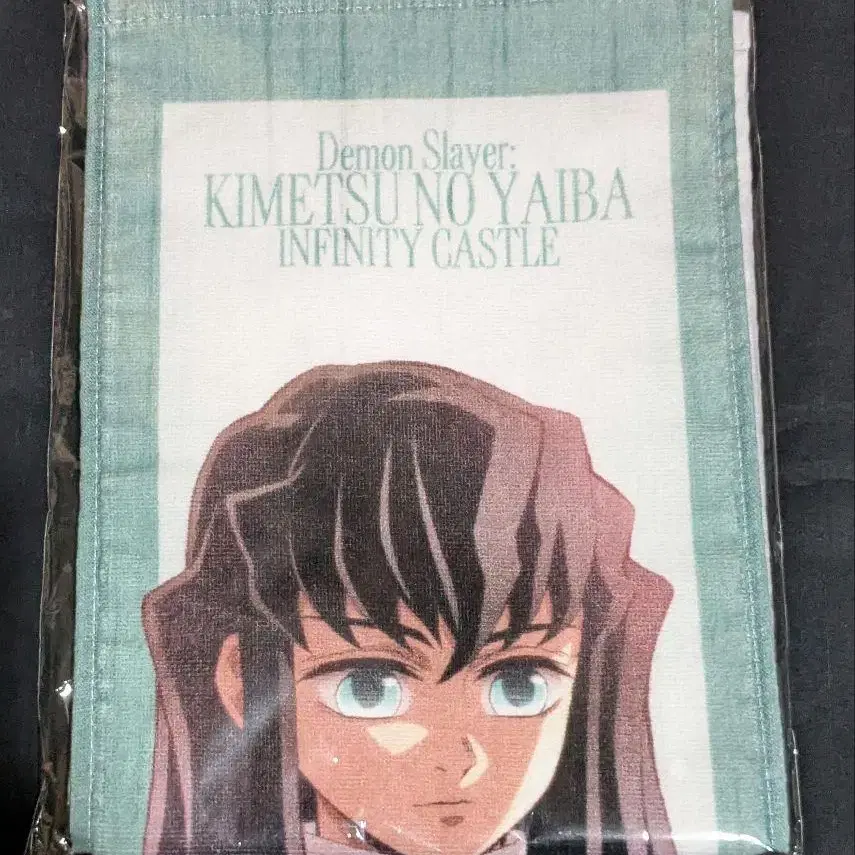 Demon Slayer:
KIMETSU NO YAIBA
INFINITY CASTLE